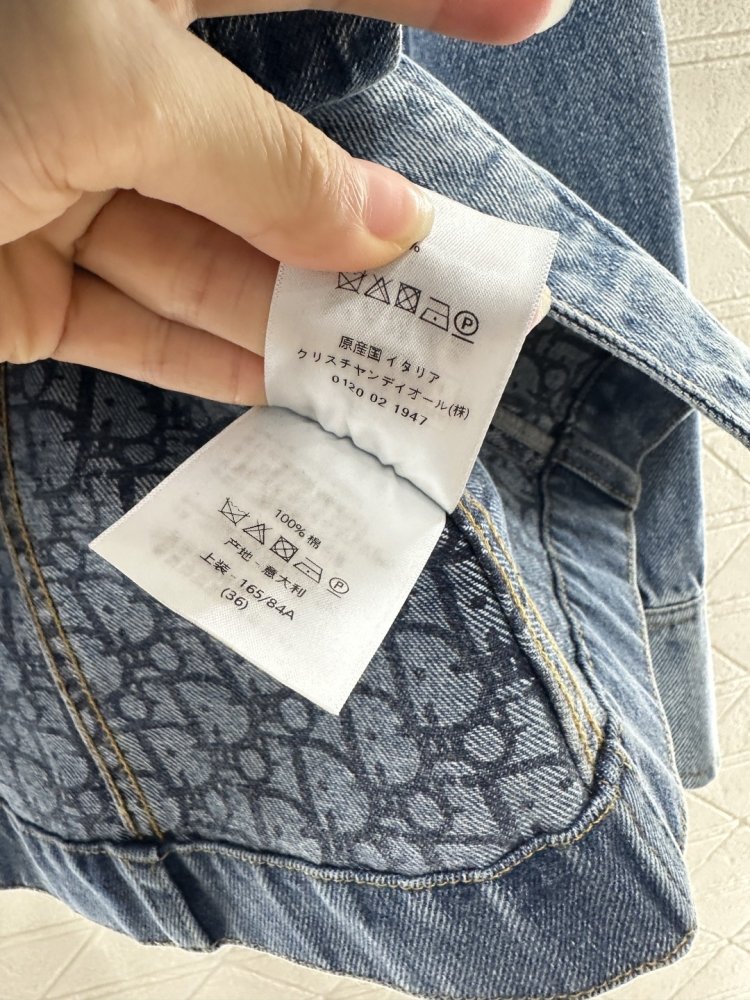 %
P
原産国 イタリア
クリスチャンディオール(株)
0120 02 1947
100% 棉
P
产地 - 意大利
上装 - 165/84A
(36)